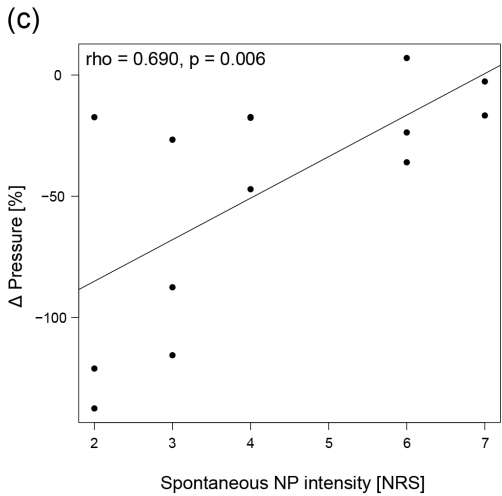 (c)
rho = 0.690, p = 0.006
0
−50
−100
Δ Pressure [%]
2 3 4 5 6 7
Spontaneous NP intensity [NRS]